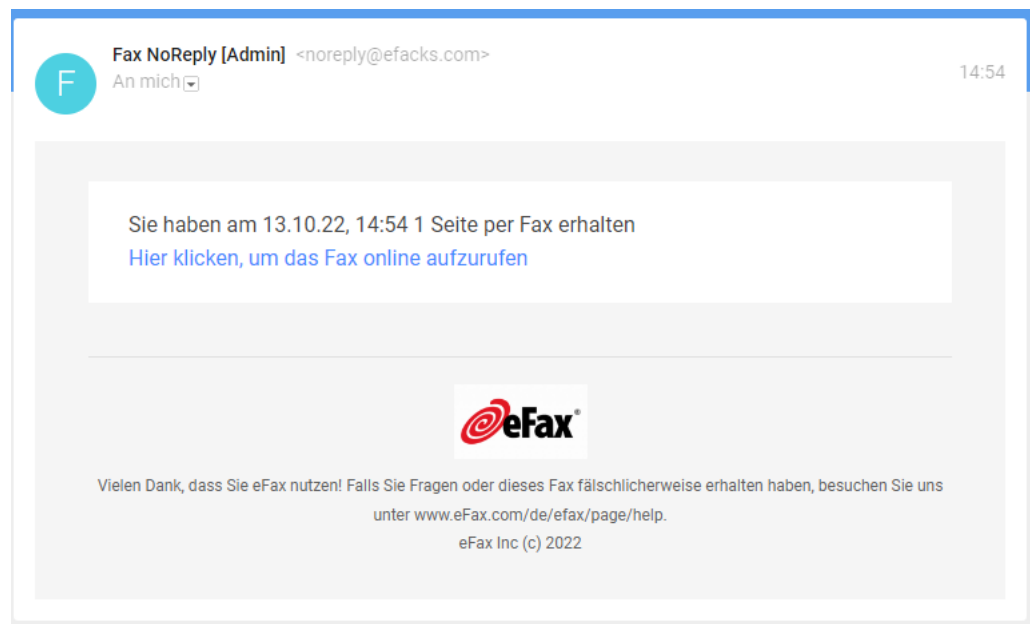 Fax NoReply [Admin] <noreply@efacks.com>
An mich
14:54
F
Sie haben am 13.10.22, 14:54 1 Seite per Fax erhalten
Hier klicken, um das Fax online aufzurufen
eFax®
Vielen Dank, dass Sie eFax nutzen! Falls Sie Fragen oder dieses Fax fälschlicherweise erhalten haben, besuchen Sie uns
unter www.eFax.com/de/efax/page/help.
eFax Inc (c) 2022